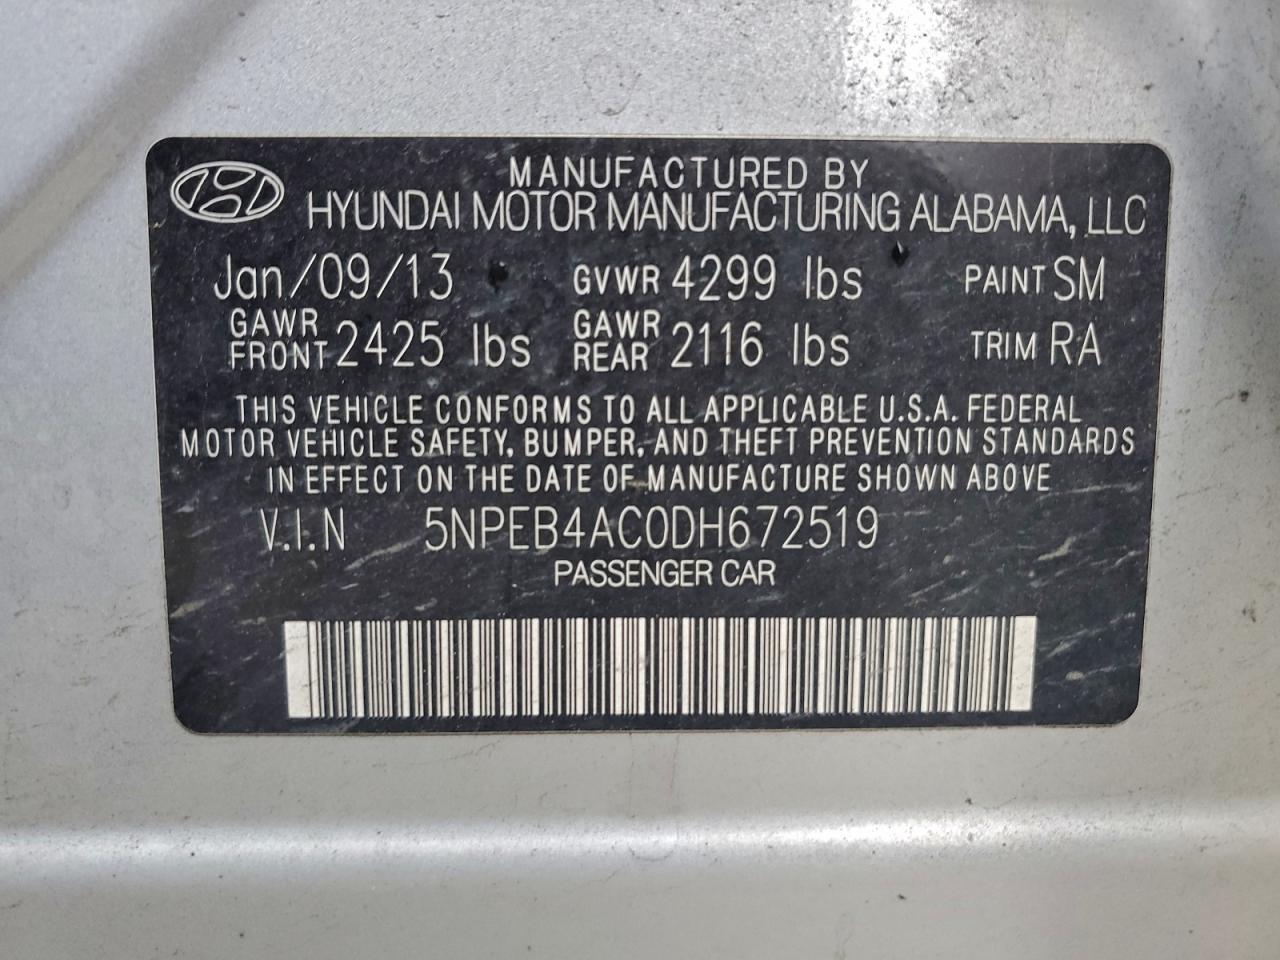 MANUFACTURED BY
HYUNDAI MOTOR MANUFACTURING ALABAMA, LLC
Jan/09/13 GVWR 4299 lbs PAINT SM
GAWR FRONT 2425 lbs GAWR REAR 2116 lbs TRIM RA
THIS VEHICLE CONFORMS TO ALL APPLICABLE U.S.A. FEDERAL
MOTOR VEHICLE SAFETY, BUMPER, AND THEFT PREVENTION STANDARDS
IN EFFECT ON THE DATE OF MANUFACTURE SHOWN ABOVE
V.I.N 5NPEB4AC0DH672519
PASSENGER CAR